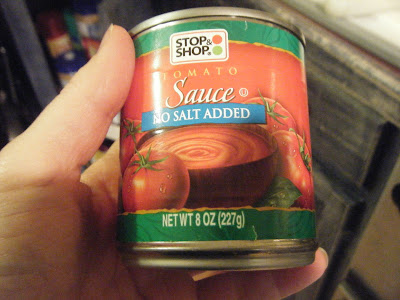 STOP&
SHOP
TOMATO
Sauce
NO SALT ADDED
NET WT 8 OZ (227g)